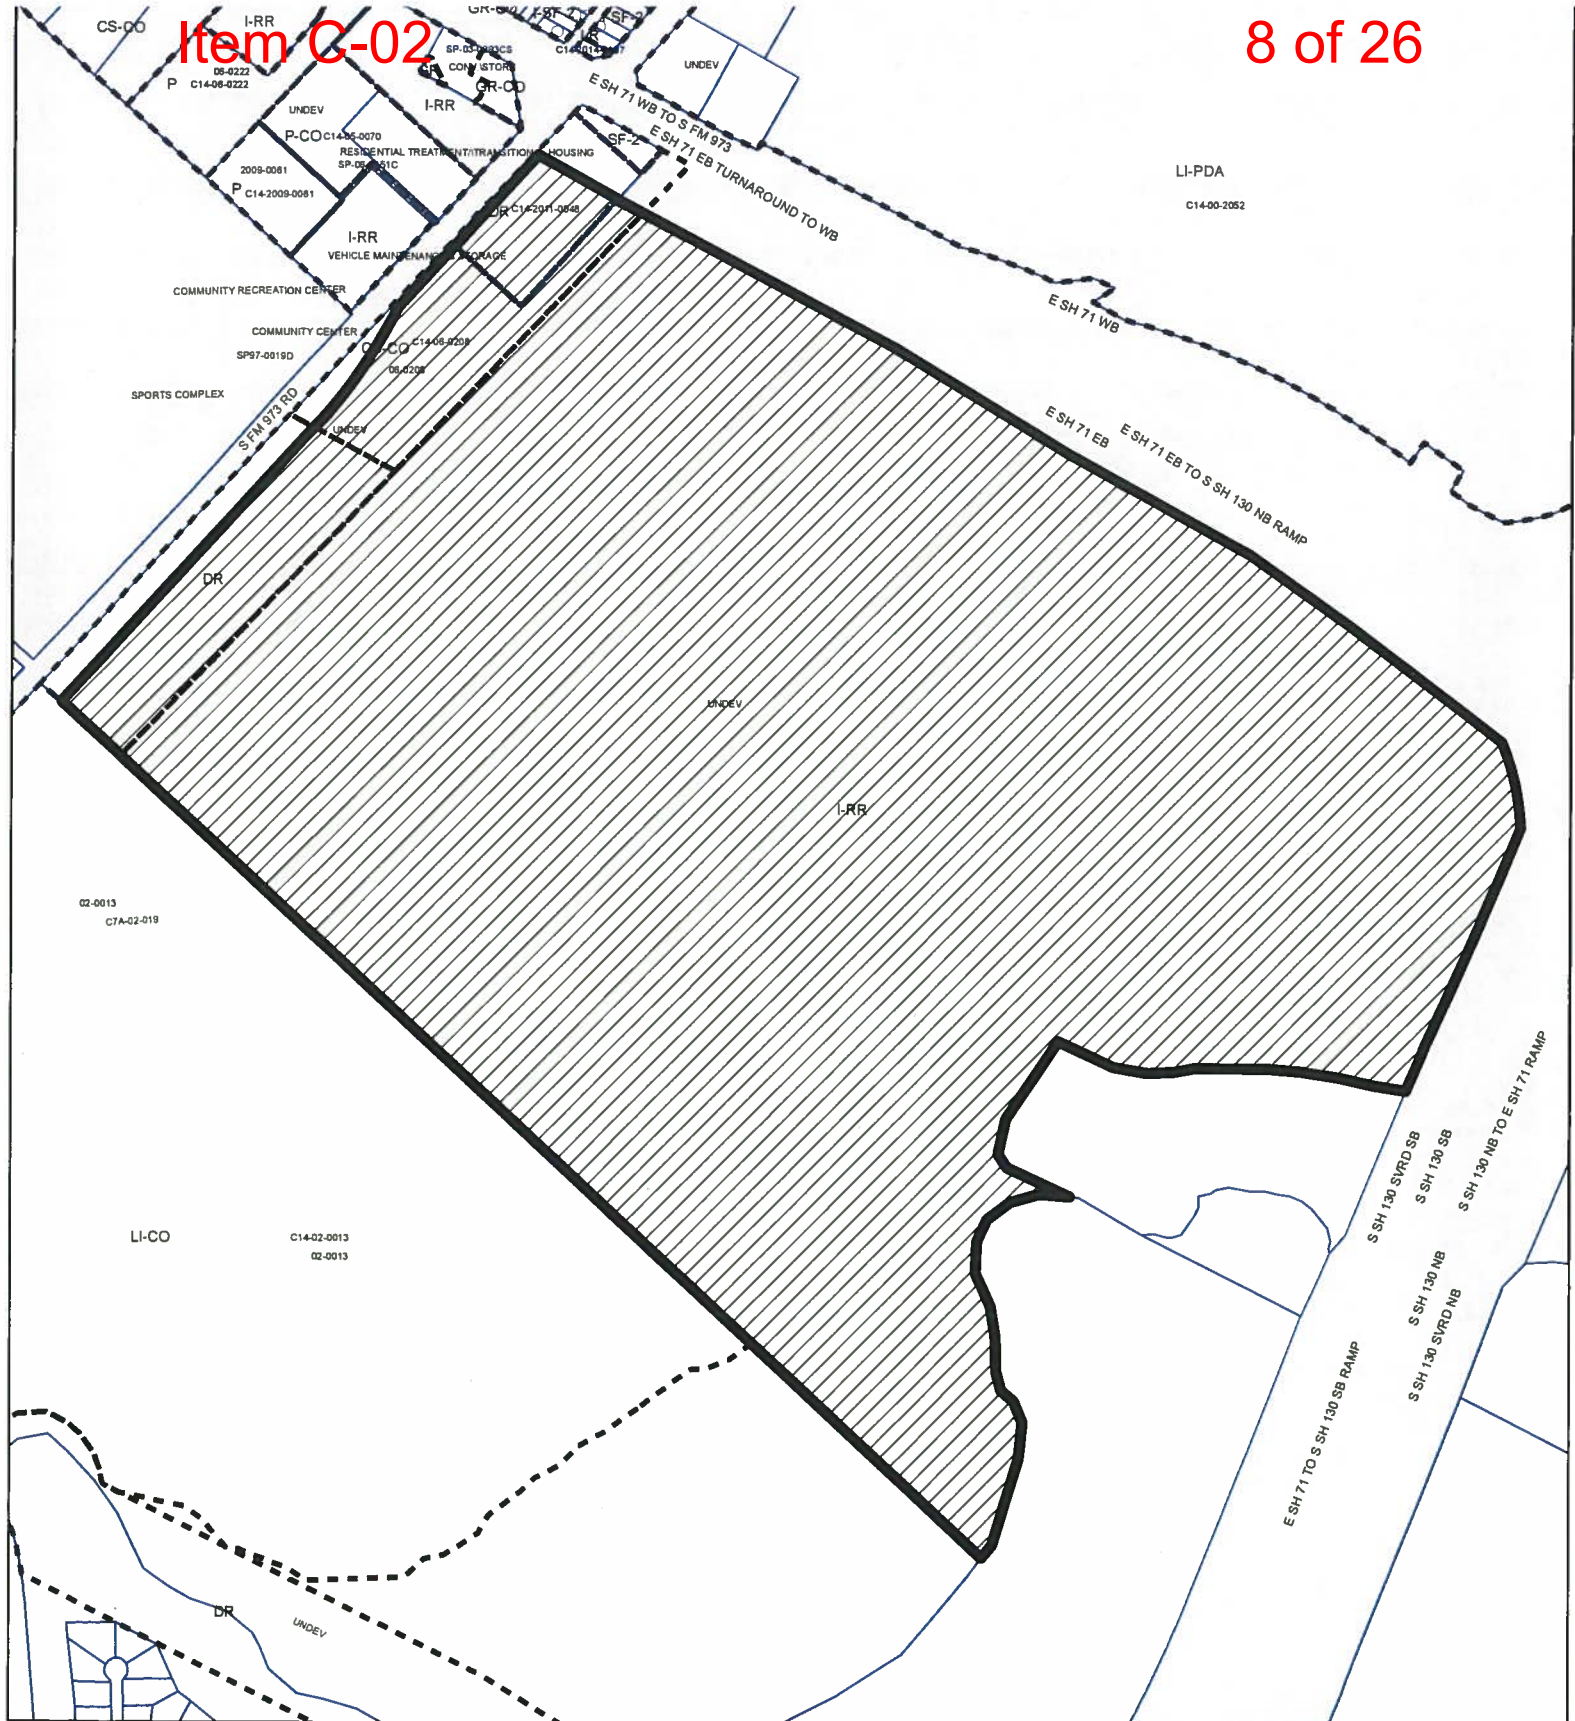 Item C-02
8 of 26
CS-CO
I-RR
06-0222
P
C14-06-0222
SF-2
SP-03-0393CS
CONV STORE
GR-CO
I-RR
UNDEV
E SH 71 WB TO S FM 973
E SH 71 EB TURNAROUND TO WB
UNDEV
P-CO
C14-05-0070
RESIDENTIAL TREATMENT/TRANSITIONAL HOUSING
SF-2
2009-0061
P
C14-2009-0061
LI-PDA
C14-00-2052
DR
C14-2011-0048
I-RR
VEHICLE MAINTENANCE STORAGE
COMMUNITY RECREATION CENTER
COMMUNITY CENTER
SP97-0019D
CS-CO
C14-06-0208
06-0208
SPORTS COMPLEX
S FM 973 RD
UNDEV
E SH 71 WB
E SH 71 EB
E SH 71 EB TO S SH 130 NB RAMP
DR
UNDEV
I-RR
02-0013
C7A-02-019
LI-CO
C14-02-0013
02-0013
S SH 130 SVRD SB
S SH 130 SB
S SH 130 NB TO E SH 71 RAMP
S SH 130 NB
S SH 130 SVRD NB
E SH 71 TO S SH 130 SB RAMP
DR
UNDEV